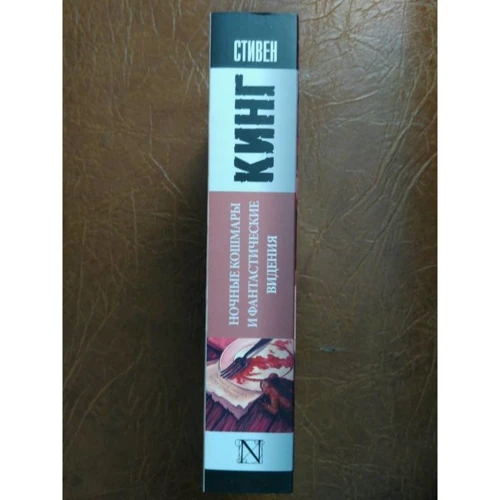 СТИВЕН
КИНГ
НОЧНЫЕ КОШМАРЫ
И ФАНТАСТИЧЕСКИЕ
ВИДЕНИЯ
N